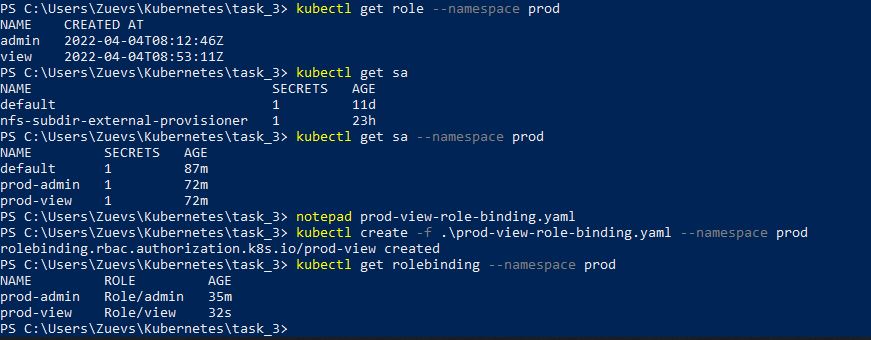 PS C:\Users\Zuevs\Kubernetes\task_3> kubectl get role --namespace prod
NAME    CREATED AT
admin   2022-04-04T08:12:46Z
view    2022-04-04T08:53:11Z
PS C:\Users\Zuevs\Kubernetes\task_3> kubectl get sa
NAME                              SECRETS   AGE
default                           1         11d
nfs-subdir-external-provisioner   1         23h
PS C:\Users\Zuevs\Kubernetes\task_3> kubectl get sa --namespace prod
NAME         SECRETS   AGE
default      1         87m
prod-admin   1         72m
prod-view    1         72m
PS C:\Users\Zuevs\Kubernetes\task_3> notepad prod-view-role-binding.yaml
PS C:\Users\Zuevs\Kubernetes\task_3> kubectl create -f .\prod-view-role-binding.yaml --namespace prod
rolebinding.rbac.authorization.k8s.io/prod-view created
PS C:\Users\Zuevs\Kubernetes\task_3> kubectl get rolebinding --namespace prod
NAME         ROLE         AGE
prod-admin   Role/admin   35m
prod-view    Role/view    32s
PS C:\Users\Zuevs\Kubernetes\task_3>